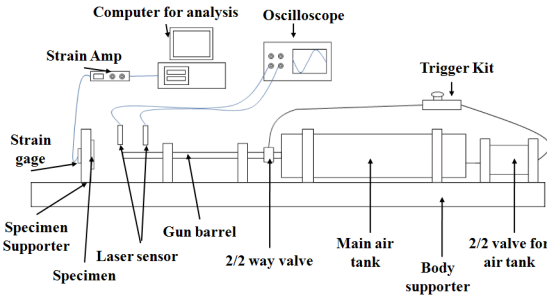 Computer for analysis
Oscilloscope
Strain Amp
Trigger Kit
Strain
gage
Specimen
Supporter
Specimen
Laser sensor
Gun barrel
2/2 way valve
Main air
tank
Body
supporter
2/2 valve for
air tank